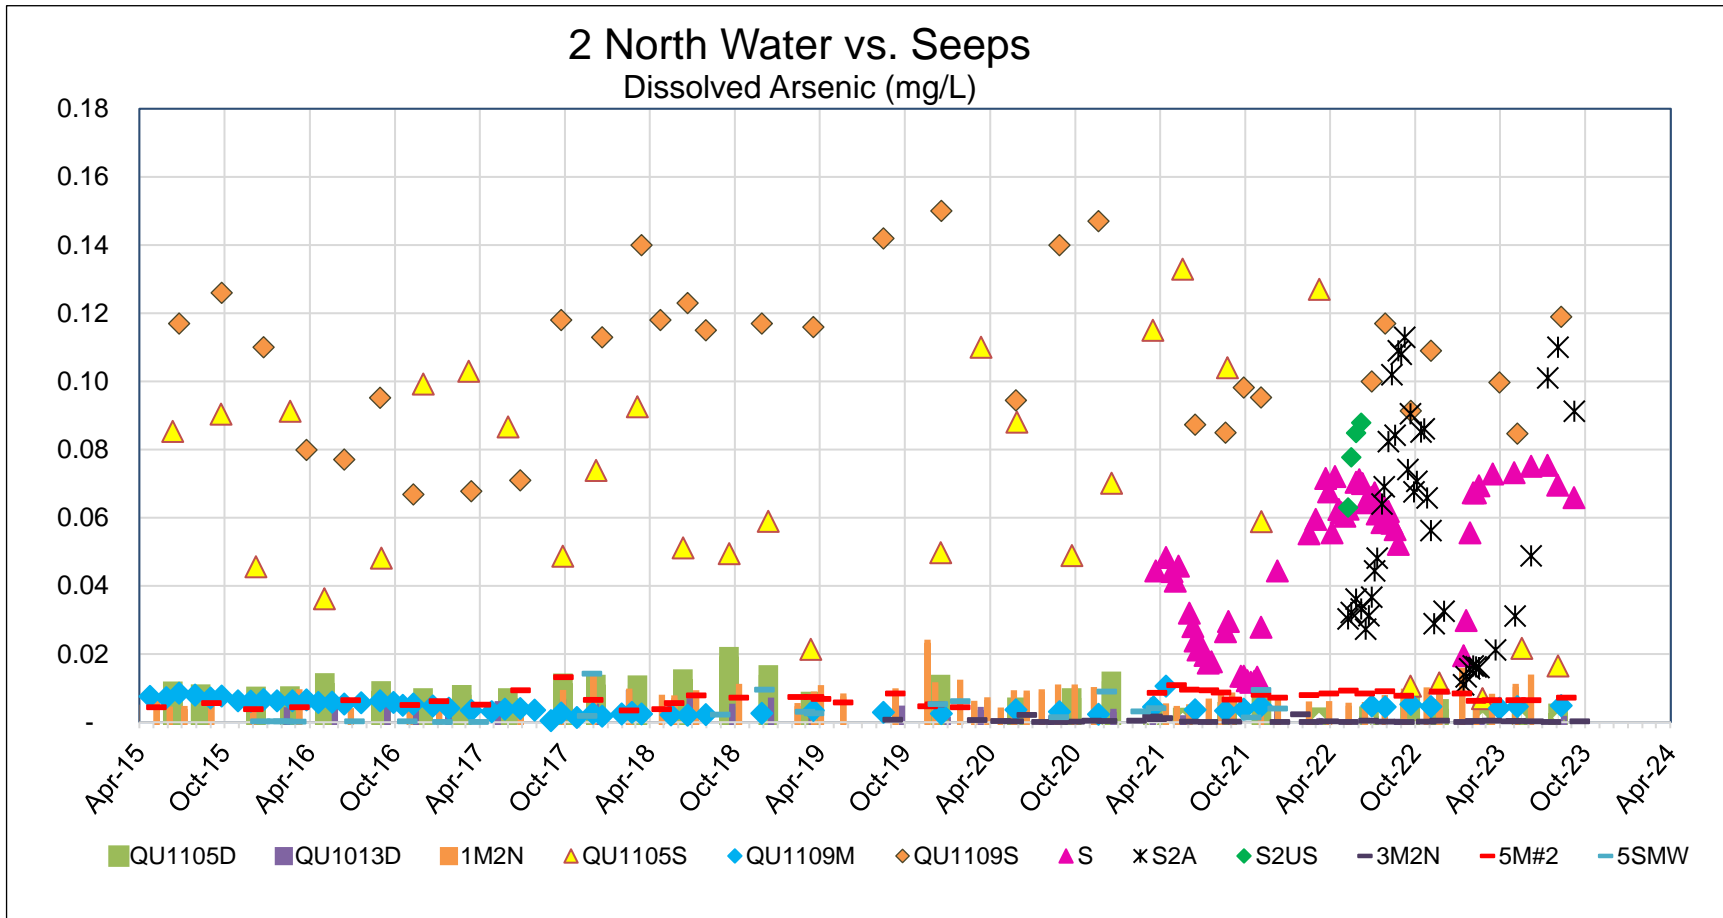 2 North Water vs. Seeps
Dissolved Arsenic (mg/L)
0.18
0.16
0.14
0.12
0.10
0.08
0.06
0.04
0.02
-
Apr-15 Oct-15 Apr-16 Oct-16 Apr-17 Oct-17 Apr-18 Oct-18 Apr-19 Oct-19 Apr-20 Oct-20 Apr-21 Oct-21 Apr-22 Oct-22 Apr-23 Oct-23 Apr-24
QU1105D QU1013D 1M2N QU1105S QU1109M QU1109S S S2A S2US 3M2N 5M#2 5SMW